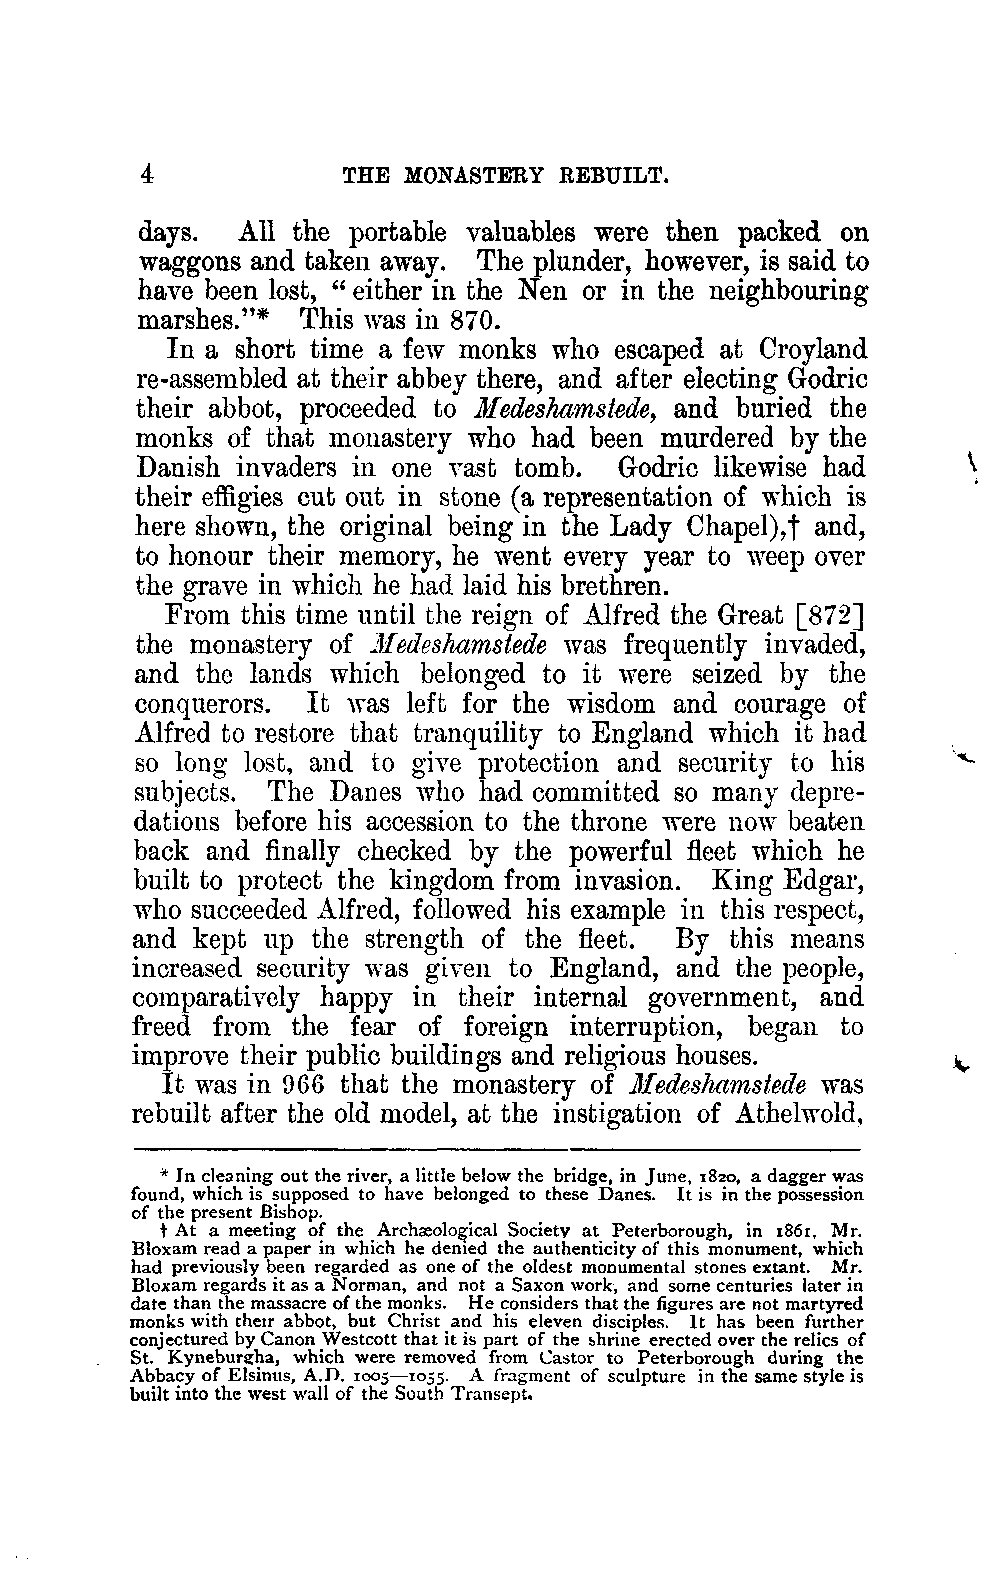 4 THE MONASTERY REBUILT.
days. All the portable valuables were then packed on
waggons and taken away. The plunder, however, is said to
have been lost, “ either in the Nen or in the neighbouring
marshes.”* This was in 870.
In a short time a few monks who escaped at Croyland
re-assembled at their abbey there, and after electing Godric
their abbot, proceeded to Medeshamstede, and buried the
monks of that monastery who had been murdered by the
Danish invaders in one vast tomb. Godric likewise had
their effigies cut out in stone (a representation of which is
here shown, the original being in the Lady Chapel),† and,
to honour their memory, he went every year to weep over
the grave in which he had laid his brethren.
From this time until the reign of Alfred the Great [872]
the monastery of Medeshamstede was frequently invaded,
and the lands which belonged to it were seized by the
conquerors. It was left for the wisdom and courage of
Alfred to restore that tranquility to England which it had
so long lost, and to give protection and security to his
subjects. The Danes who had committed so many depre-
dations before his accession to the throne were now beaten
back and finally checked by the powerful fleet which he
built to protect the kingdom from invasion. King Edgar,
who succeeded Alfred, followed his example in this respect,
and kept up the strength of the fleet. By this means
increased security was given to England, and the people,
comparatively happy in their internal government, and
freed from the fear of foreign interruption, began to
improve their public buildings and religious houses.
It was in 966 that the monastery of Medeshamstede was
rebuilt after the old model, at the instigation of Athelwold,
* In cleaning out the river, a little below the bridge, in June, 1820, a dagger was
found, which is supposed to have belonged to these Danes. It is in the possession
of the present Bishop.
† At a meeting of the Archæological Society at Peterborough, in 1861, Mr.
Bloxam read a paper in which he denied the authenticity of this monument, which
had previously been regarded as one of the oldest monumental stones extant. Mr.
Bloxam regards it as a Norman, and not a Saxon work, and some centuries later in
date than the massacre of the monks. He considers that the figures are not martyred
monks with their abbot, but Christ and his eleven disciples. It has been further
conjectured by Canon Westcott that it is part of the shrine erected over the relics of
St. Kyneburgha, which were removed from Castor to Peterborough during the
Abbacy of Elsinus, A.D. 1005—1055. A fragment of sculpture in the same style is
built into the west wall of the South Transept.